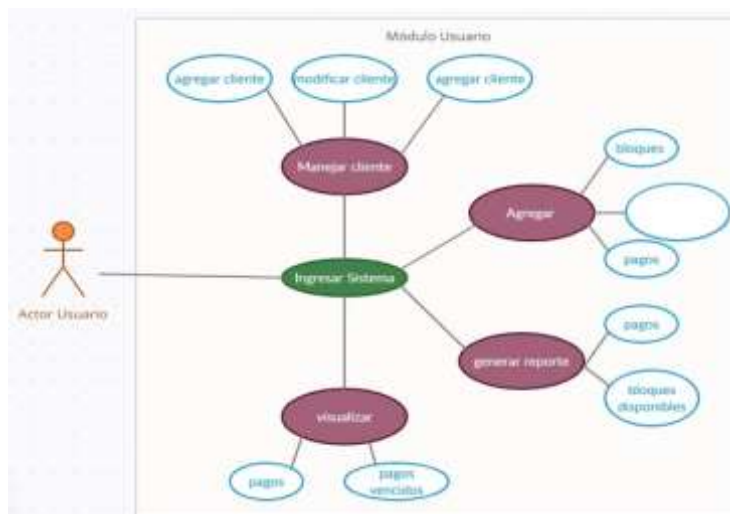 Módulo Usuario
agregar cliente
modificar cliente
agregar cliente
Manejar cliente
bloques
Agregar
pagos
Ingresar Sistema
Actor Usuario
pagos
generar reporte
bloques
disponibles
visualizar
pagos
pagos
vencidos